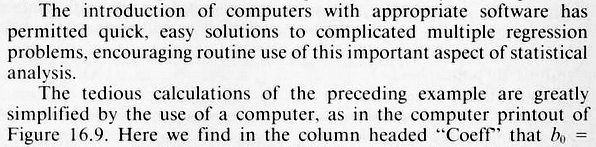 The introduction of computers with appropriate software has
permitted quick, easy solutions to complicated multiple regression
problems, encouraging routine use of this important aspect of statistical
analysis.
The tedious calculations of the preceding example are greatly
simplified by the use of a computer, as in the computer printout of
Figure 16.9. Here we find in the column headed “Coeff” that b₀ =